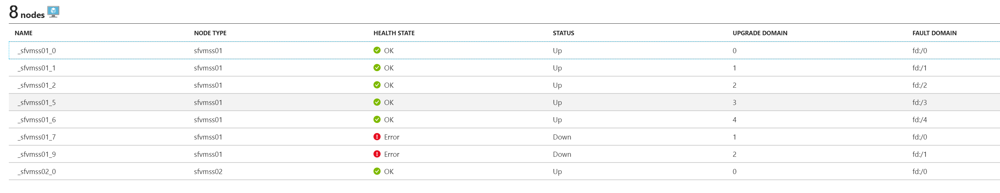 8 nodes
NAME NODE TYPE HEALTH STATE STATUS UPGRADE DOMAIN FAULT DOMAIN
_sfvmss01_0 sfvmss01 OK Up 0 fd:/0
_sfvmss01_1 sfvmss01 OK Up 1 fd:/1
_sfvmss01_2 sfvmss01 OK Up 2 fd:/2
_sfvmss01_5 sfvmss01 OK Up 3 fd:/3
_sfvmss01_6 sfvmss01 OK Up 4 fd:/4
_sfvmss01_7 sfvmss01 Error Down 1 fd:/0
_sfvmss01_9 sfvmss01 Error Down 2 fd:/1
_sfvmss02_0 sfvmss02 OK Up 0 fd:/0